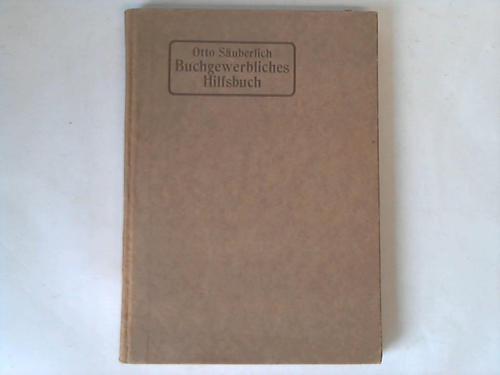 Otto Säuberlich
Buchgewerbliches
Hilfsbuch